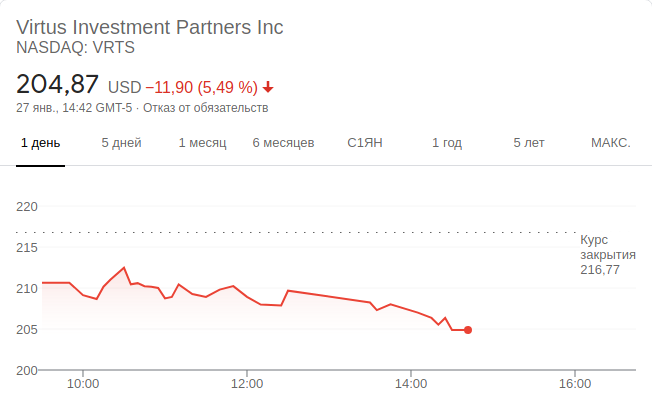 Virtus Investment Partners Inc
NASDAQ: VRTS
204,87 USD −11,90 (5,49 %)
27 янв., 14:42 GMT-5 · Отказ от обязательств
1 день 5 дней 1 месяц 6 месяцев С1ЯН 1 год 5 лет МАКС.
220
215
210
205
200
Курс
закрытия
216,77
10:00 12:00 14:00 16:00